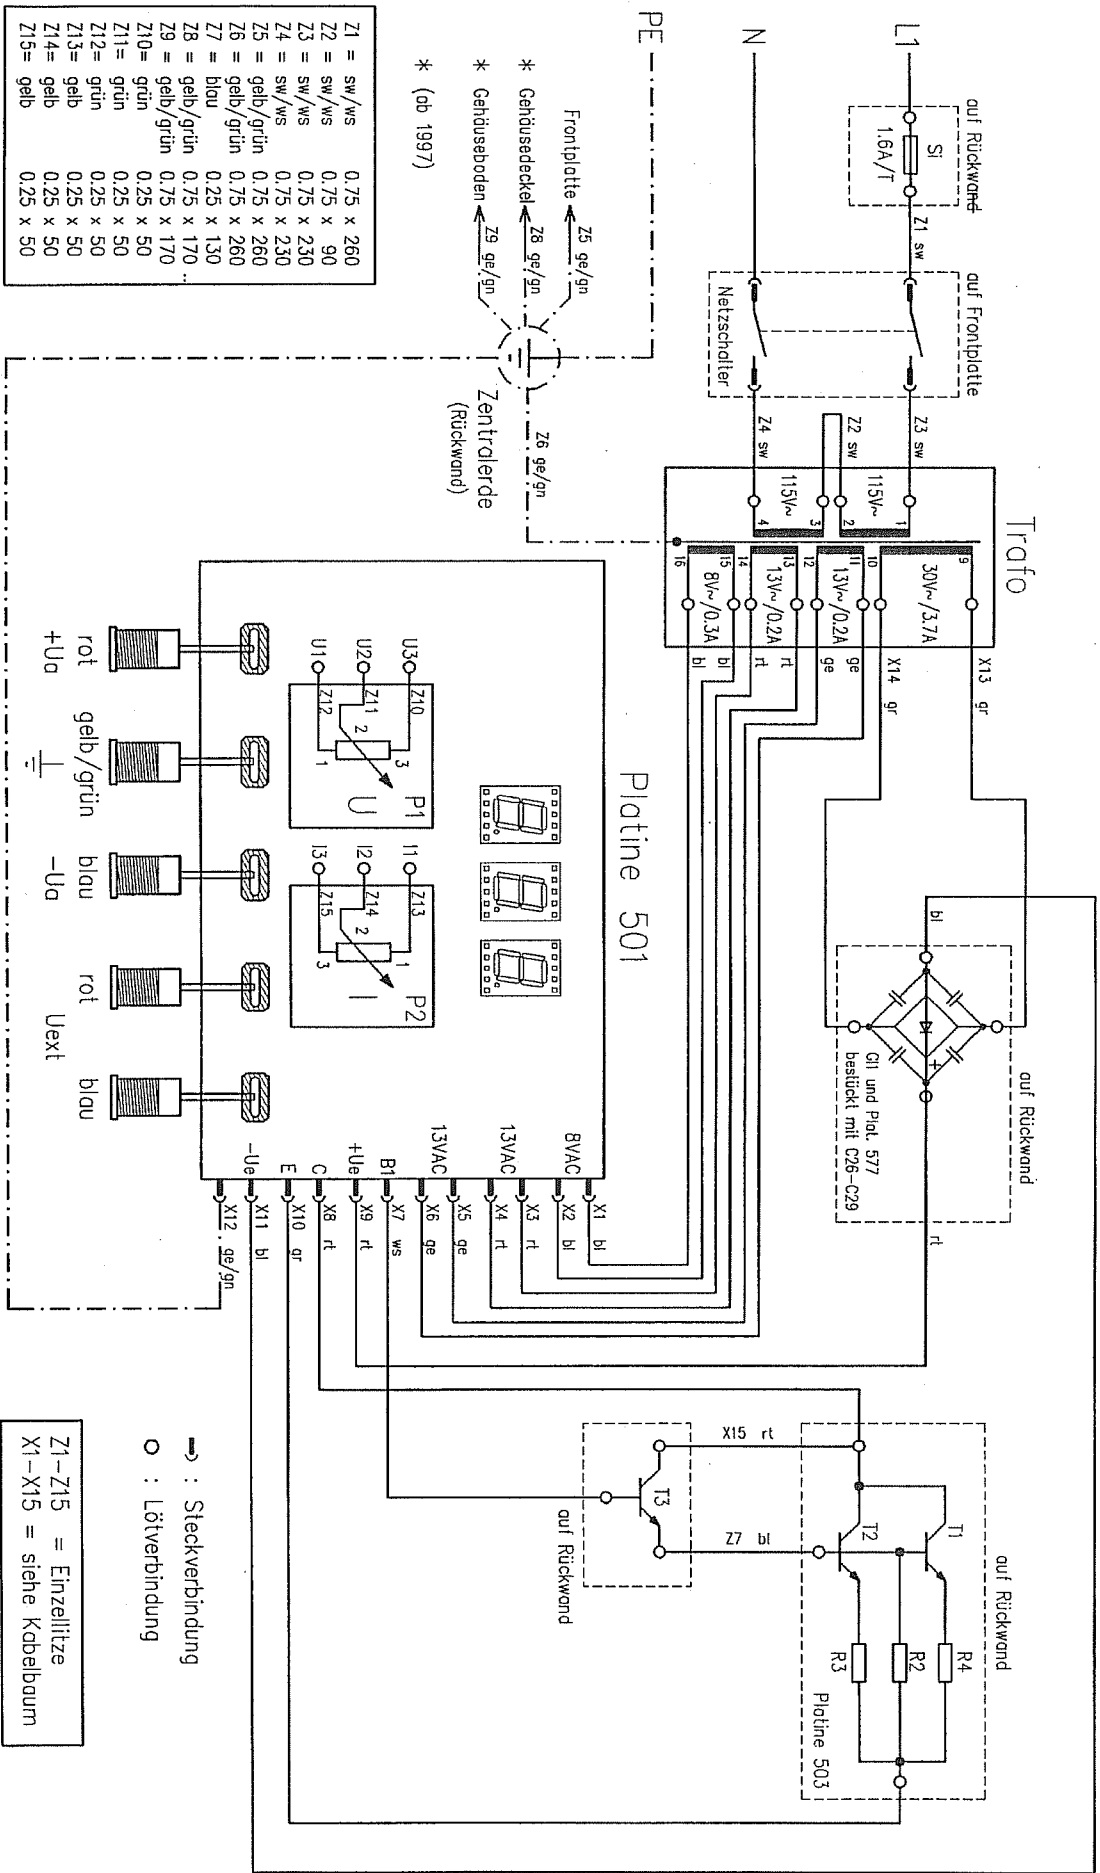 L1
N
PE
auf Rückwand
Si
1.6A/T
Z1 sw
auf Frontplatte
Netzschalter
Z3 sw
Z2 sw
Z4 sw
Trafo
115V~
115V~
1
2
3
4
9
10
11
12
13
14
15
16
30V~/3.7A
13V~/0.2A
13V~/0.2A
8V~/0.3A
X13 gr
X14 gr
ge
ge
rt
rt
bl
bl
auf Rückwand
bl
+
rt
Gl1 und Plat. 577
bestückt mit C26-C29
auf Rückwand
T1
T2
R4
R2
R3
Platine 503
X15 rt
Z7 bl
T3
auf Rückwand
Frontplatte
* Gehäusedeckel
* Gehäuseboden
* (ab 1997)
Z5 ge/gn
Z8 ge/gn
Z9 ge/gn
Zentralerde
(Rückwand)
Z6 ge/gn
Platine 501
U3
U2
U1
Z10
Z11
Z12
3
2
1
P1
U
I1
I2
I3
Z13
Z14
Z15
1
2
3
P2
I
8VAC
13VAC
13VAC
B1
+Ue
C
E
-Ue
X1 bl
X2 bl
X3 rt
X4 rt
X5 ge
X6 ge
X7 ws
X9 rt
X8 rt
X10 gr
X11 bl
X12 ge/gn
rot
+Ua
gelb/grün
blau
-Ua
rot
Uext
blau
Z1 = sw/ws 0.75 x 260
Z2 = sw/ws 0.75 x 90
Z3 = sw/ws 0.75 x 230
Z4 = sw/ws 0.75 x 230
Z5 = gelb/grün 0.75 x 260
Z6 = gelb/grün 0.75 x 260
Z7 = blau 0.25 x 130
Z8 = gelb/grün 0.75 x 170
Z9 = gelb/grün 0.75 x 170
Z10= grün 0.25 x 50
Z11= grün 0.25 x 50
Z12= grün 0.25 x 50
Z13= gelb 0.25 x 50
Z14= gelb 0.25 x 50
Z15= gelb 0.25 x 50
: Steckverbindung
: Lötverbindung
Z1-Z15 = Einzellitze
X1-X15 = siehe Kabelbaum